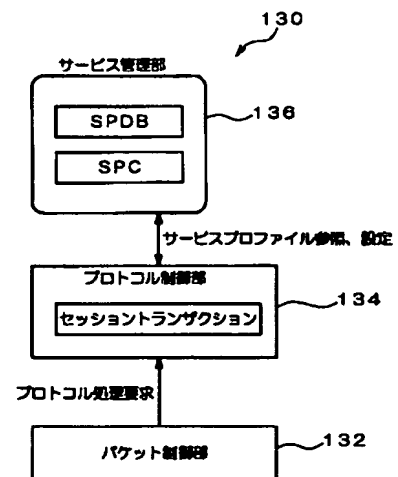 130
サービス管理部
SPDB
136
SPC
サービスプロファイル参照、設定
プロトコル制御部
134
セッショントランザクション
プロトコル処理要求
パケット制御部
132